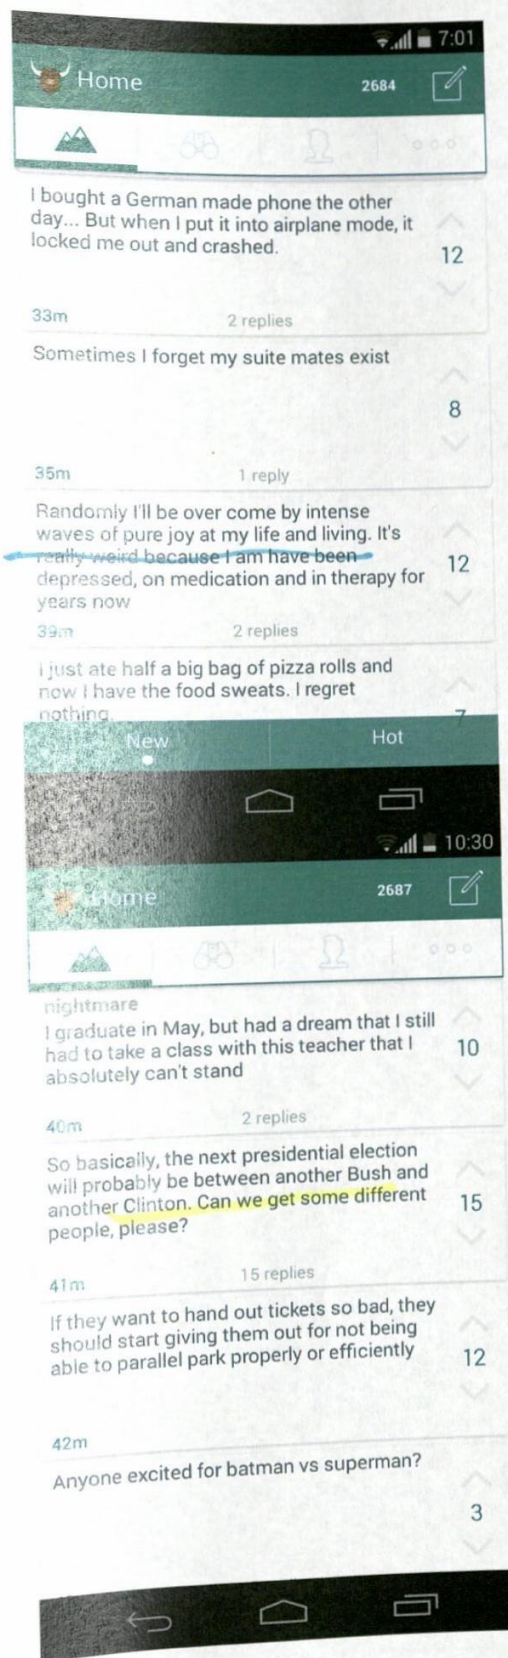 7:01
Home 2684
I bought a German made phone the other
day... But when I put it into airplane mode, it
locked me out and crashed.
12
33m 2 replies
Sometimes I forget my suite mates exist
8
35m 1 reply
Randomly I'll be over come by intense
waves of pure joy at my life and living. It's
really weird because I am have been
depressed, on medication and in therapy for
years now
12
39m 2 replies
I just ate half a big bag of pizza rolls and
now I have the food sweats. I regret
nothing.
7
New Hot
10:30
Home 2687
nightmare
I graduate in May, but had a dream that I still
had to take a class with this teacher that I
absolutely can't stand
10
40m 2 replies
So basically, the next presidential election
will probably be between another Bush and
another Clinton. Can we get some different
people, please?
15
41m 15 replies
If they want to hand out tickets so bad, they
should start giving them out for not being
able to parallel park properly or efficiently
12
42m
Anyone excited for batman vs superman?
3